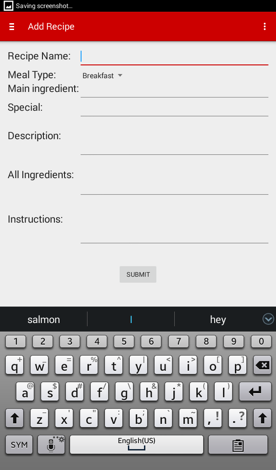 Saving screenshot...
Add Recipe
Recipe Name:
Meal Type: Breakfast
Main ingredient:
Special:
Description:
All Ingredients:
Instructions:
SUBMIT
salmon I hey
1 2 3 4 5 6 7 8 9 0
q w e r t y u i o p
a s d f g h j k l
z x c v b n m , ! . ?
SYM English(US)